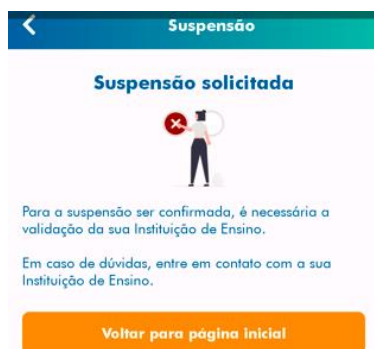 Suspensão
Suspensão solicitada
Para a suspensão ser confirmada, é necessária a
validação da sua Instituição de Ensino.
Em caso de dúvidas, entre em contato com a sua
Instituição de Ensino.
Voltar para página inicial